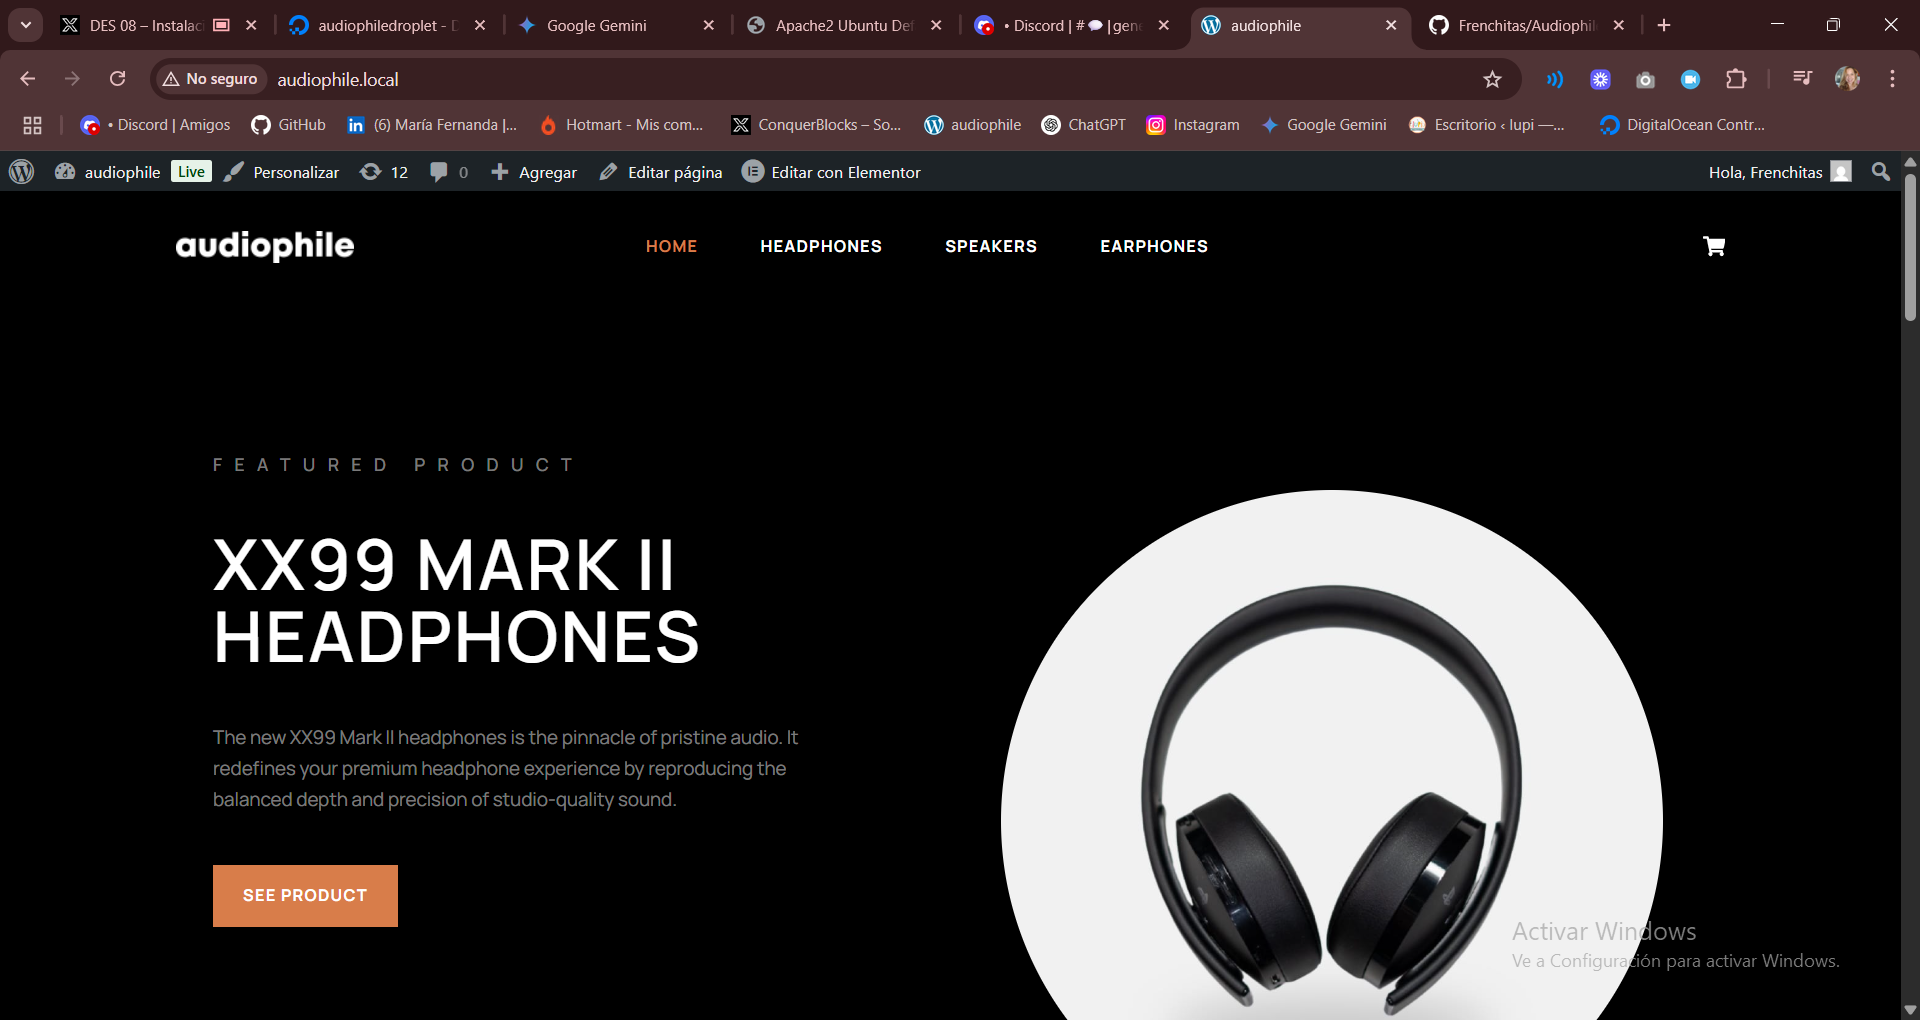 DES 08 – Instalac
audiophiledroplet - D
Google Gemini
Apache2 Ubuntu Def
• Discord | #💬 | gene
audiophile
Frenchitas/Audiophil
No seguro
audiophile.local
• Discord | Amigos
GitHub
(6) María Fernanda |...
Hotmart - Mis com...
ConquerBlocks – So...
audiophile
ChatGPT
Instagram
Google Gemini
Escritorio ‹ lupi —...
DigitalOcean Contr...
audiophile
Live
Personalizar
12
0
Agregar
Editar página
Editar con Elementor
Hola, Frenchitas
audiophile
HOME
HEADPHONES
SPEAKERS
EARPHONES
FEATURED PRODUCT
XX99 MARK II
HEADPHONES
The new XX99 Mark II headphones is the pinnacle of pristine audio. It
redefines your premium headphone experience by reproducing the
balanced depth and precision of studio-quality sound.
SEE PRODUCT
Activar Windows
Ve a Configuración para activar Windows.